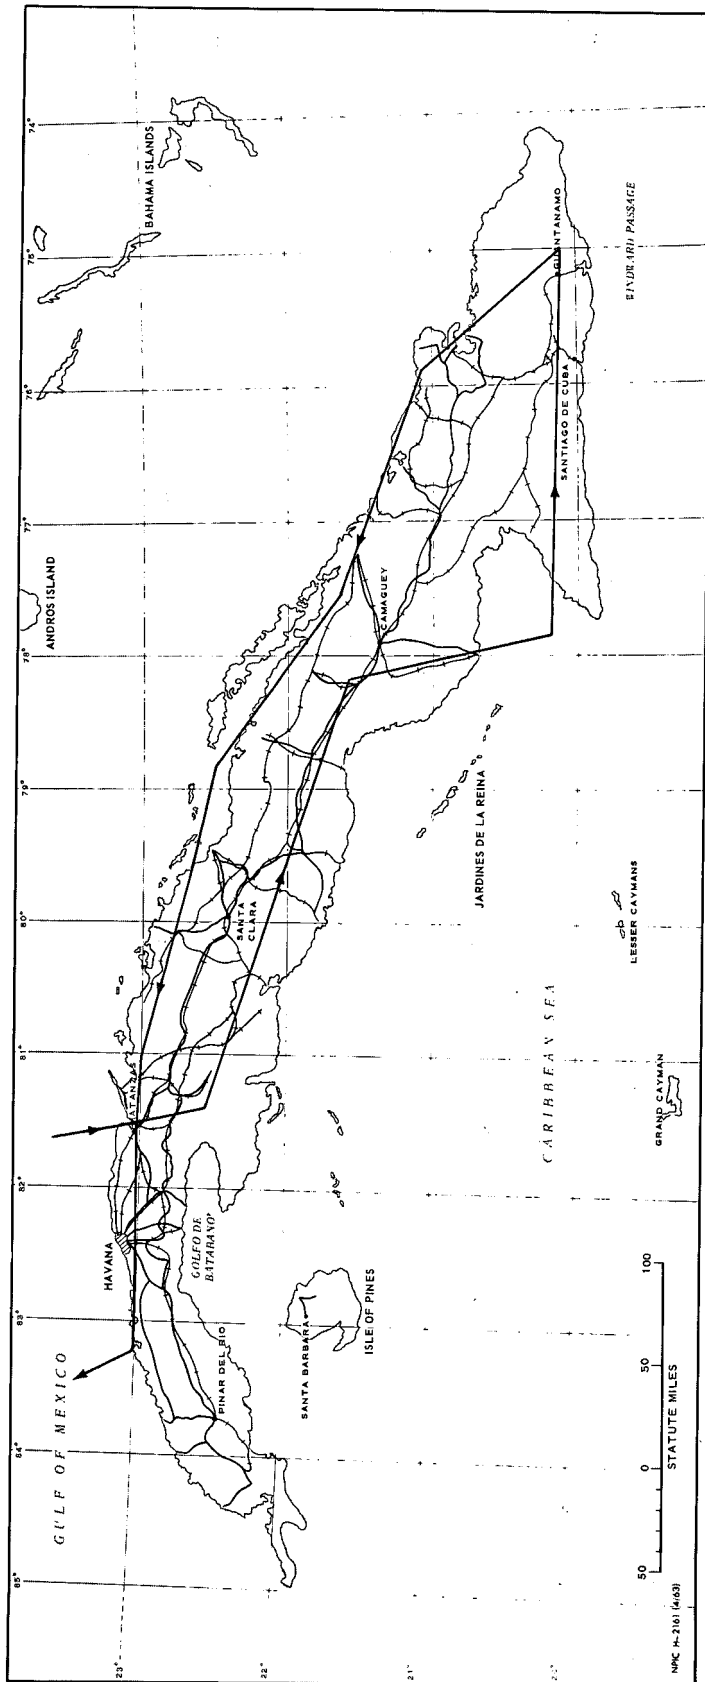 85°
84°
83°
82°
81°
80°
79°
78°
77°
76°
75°
74°
ANDROS ISLAND
GULF OF MEXICO
HAVANA
23°
ATANZAS
BAHAMA ISLANDS
GOLFO DE
BATABANO
PINAR DEL RIO
SANTA
CLARA
22°
SANTA BARBARA
ISLE OF PINES
CAMAGUEY
21°
JARDINES DE LA REINA
CARIBBEAN SEA
SANTIAGO DE CUBA
GUANTANAMO
20°
LESSER CAYMANS
WINDWARD PASSAGE
GRAND CAYMAN
50 0 50 100
STATUTE MILES
NPIC H-2161 (4/63)